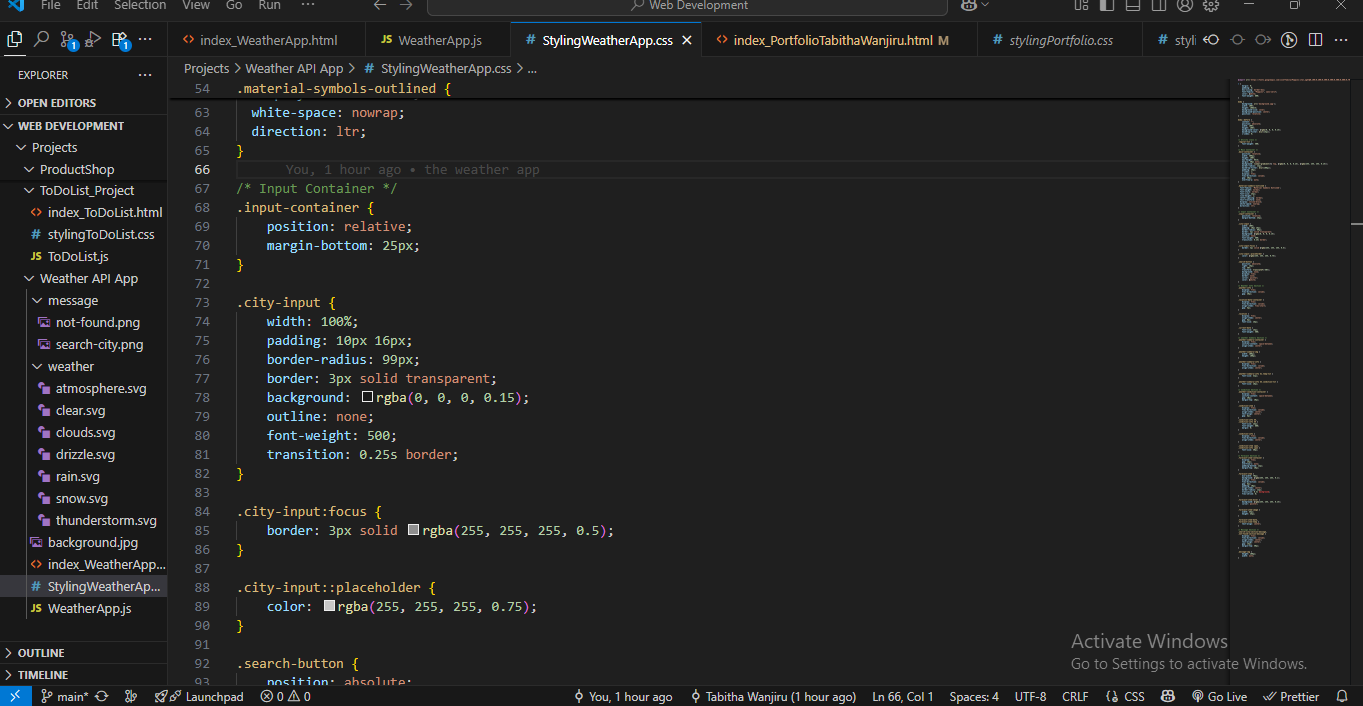 File Edit Selection View Go Run ··· Web Development
index_WeatherApp.html JS WeatherApp.js # StylingWeatherApp.css × index_PortfolioTabithaWanjiru.html M # stylingPortfolio.css # styli
EXPLORER ···
Projects > Weather API App > # StylingWeatherApp.css > ...
OPEN EDITORS
WEB DEVELOPMENT
Projects
ProductShop
ToDoList_Project
index_ToDoList.html
# stylingToDoList.css
JS ToDoList.js
Weather API App
message
not-found.png
search-city.png
weather
atmosphere.svg
clear.svg
clouds.svg
drizzle.svg
rain.svg
snow.svg
thunderstorm.svg
background.jpg
index_WeatherApp...
# StylingWeatherAp...
JS WeatherApp.js
OUTLINE
TIMELINE
54 .material-symbols-outlined {
63 white-space: nowrap;
64 direction: ltr;
65 }
66 You, 1 hour ago • the weather app
67 /* Input Container */
68 .input-container {
69 position: relative;
70 margin-bottom: 25px;
71 }
72
73 .city-input {
74 width: 100%;
75 padding: 10px 16px;
76 border-radius: 99px;
77 border: 3px solid transparent;
78 background: rgba(0, 0, 0, 0.15);
79 outline: none;
80 font-weight: 500;
81 transition: 0.25s border;
82 }
83
84 .city-input:focus {
85 border: 3px solid rgba(255, 255, 255, 0.5);
86 }
87
88 .city-input::placeholder {
89 color: rgba(255, 255, 255, 0.75);
90 }
91
92 .search-button {
93 position: absolute;
Activate Windows
Go to Settings to activate Windows.
main* Launchpad 0 0 You, 1 hour ago Tabitha Wanjiru (1 hour ago) Ln 66, Col 1 Spaces: 4 UTF-8 CRLF {} CSS Go Live Prettier